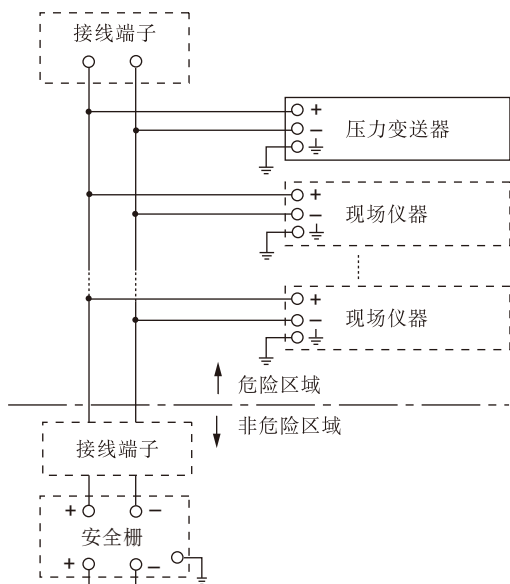 接线端子
+
− 压力变送器
+
− 现场仪器
+
− 现场仪器
危险区域
非危险区域
接线端子
+ −
安全栅
+ −